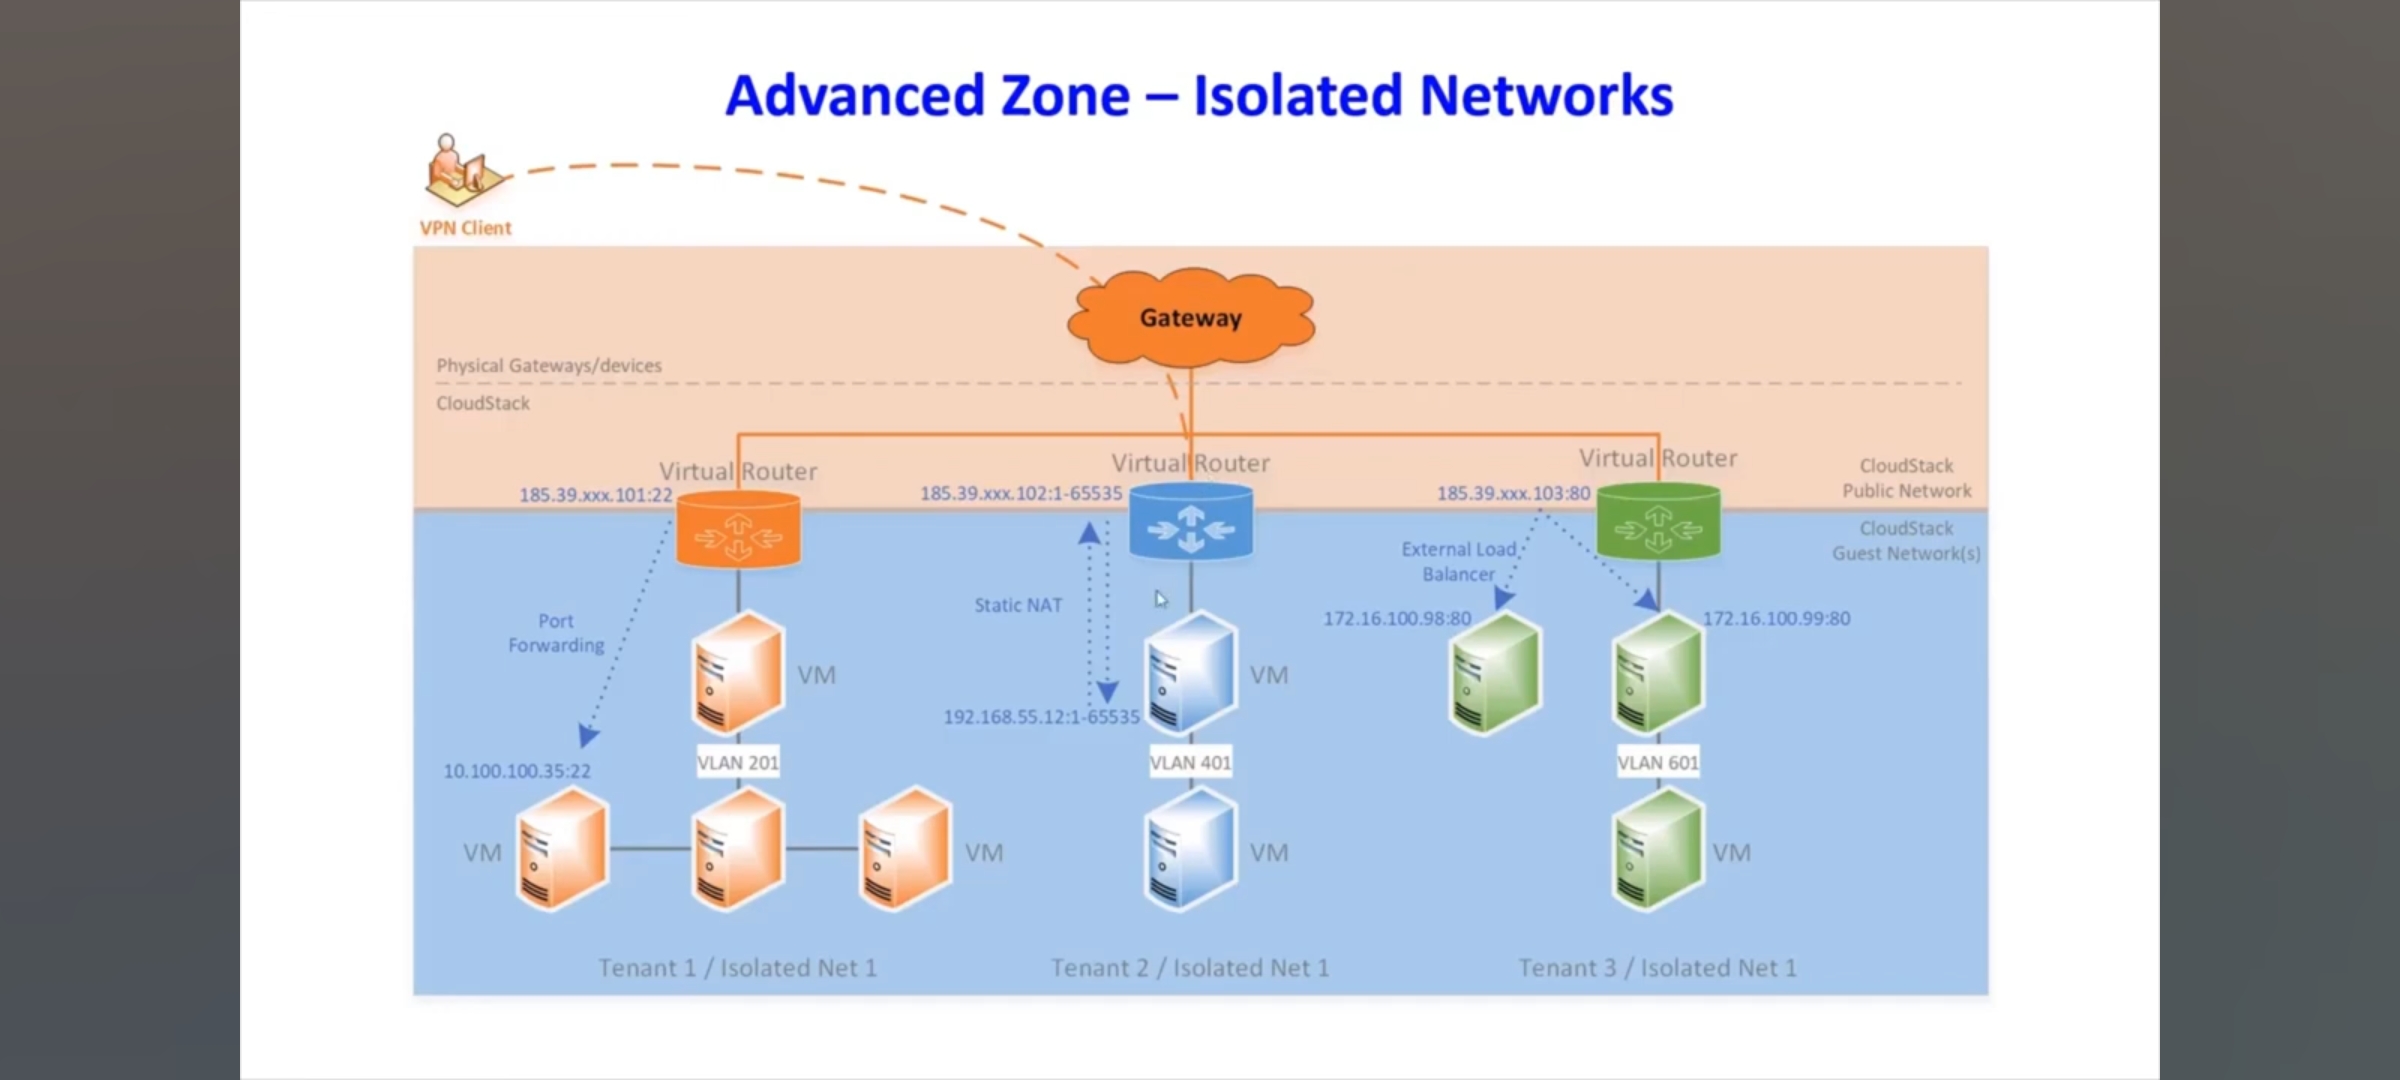 Advanced Zone – Isolated Networks
VPN Client
Gateway
Physical Gateways/devices
CloudStack
Virtual Router
Virtual Router
Virtual Router
CloudStack
Public Network
185.39.xxx.101:22
185.39.xxx.102:1-65535
185.39.xxx.103:80
CloudStack
Guest Network(s)
External Load
Balancer
Static NAT
Port
Forwarding
172.16.100.98:80
172.16.100.99:80
VM
VM
192.168.55.12:1-65535
10.100.100.35:22
VLAN 201
VLAN 401
VLAN 601
VM
VM
VM
VM
Tenant 1 / Isolated Net 1
Tenant 2 / Isolated Net 1
Tenant 3 / Isolated Net 1